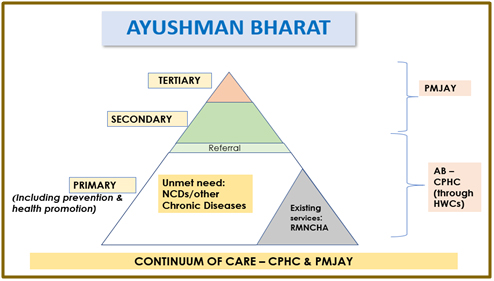 AYUSHMAN BHARAT
TERTIARY
PMJAY
SECONDARY
Referral
PRIMARY
(Including prevention &
health promotion)
Unmet need:
NCDs/other
Chronic Diseases
Existing
services:
RMNCHA
AB –
CPHC
(through
HWCs)
CONTINUUM OF CARE – CPHC & PMJAY